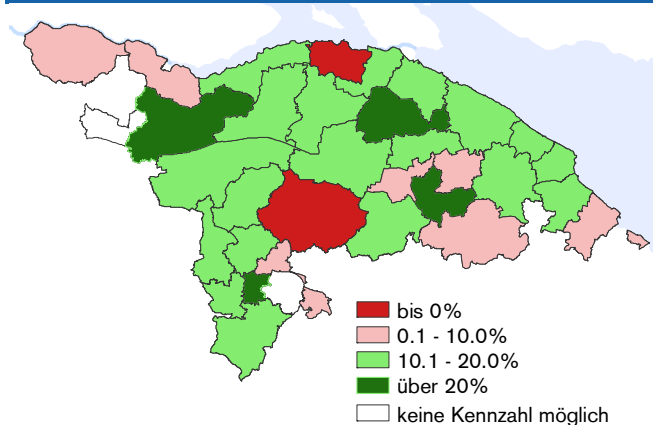 bis 0%
0.1 - 10.0%
10.1 - 20.0%
über 20%
keine Kennzahl möglich